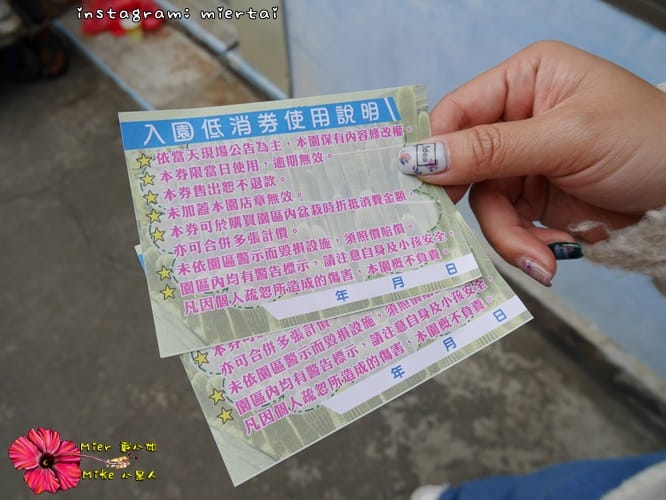 instagram: miertai
入園低消券使用說明
依當天現場公告為主，本園保有內容修改權。
本券限當日使用，逾期無效。
本券售出恕不退款。
未加蓋本園店章無效。
本券可於購買園區內盆栽時折抵消費金額
亦可合併多張計價。
未依園區警示而毀損設施，須照價賠償。
園區內均有警告標示，請注意自身及小孩安全，
凡因個人疏忽所造成的傷害，本園概不負責。
年 月 日
亦可合併多張計價。
未依園區警示而毀損設施，須照價賠
園區內均有警告標示，請注意自身及小孩安全，
凡因個人疏忽所造成的傷害，本園概不負責。
年 月 日
Mier
Mike 小星人